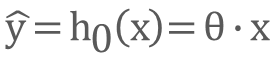 ŷ = h₀(x) = θ · x